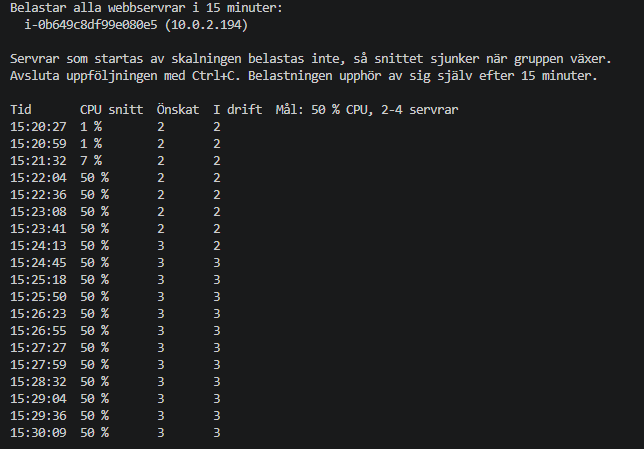 Belastar alla webbservrar i 15 minuter:
  i-0b649c8df99e080e5 (10.0.2.194)

Servrar som startas av skalningen belastas inte, så snittet sjunker när gruppen växer.
Avsluta uppföljningen med Ctrl+C. Belastningen upphör av sig själv efter 15 minuter.

Tid       CPU snitt  Önskat  I drift  Mål: 50 % CPU, 2-4 servrar
15:20:27  1 %        2       2
15:20:59  1 %        2       2
15:21:32  7 %        2       2
15:22:04  50 %       2       2
15:22:36  50 %       2       2
15:23:08  50 %       2       2
15:23:41  50 %       2       2
15:24:13  50 %       3       2
15:24:45  50 %       3       3
15:25:18  50 %       3       3
15:25:50  50 %       3       3
15:26:23  50 %       3       3
15:26:55  50 %       3       3
15:27:27  50 %       3       3
15:27:59  50 %       3       3
15:28:32  50 %       3       3
15:29:04  50 %       3       3
15:29:36  50 %       3       3
15:30:09  50 %       3       3